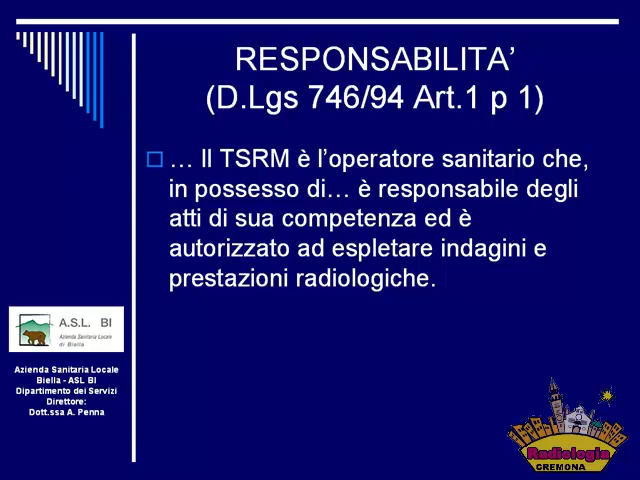 RESPONSABILITA’
(D.Lgs 746/94 Art.1 p 1)
… Il TSRM è l’operatore sanitario che,
in possesso di… è responsabile degli
atti di sua competenza ed è
autorizzato ad espletare indagini e
prestazioni radiologiche.
A.S.L. BI
Azienda Sanitaria Locale
di Biella
Azienda Sanitaria Locale
Biella - ASL BI
Dipartimento dei Servizi
Direttore:
Dott.ssa A. Penna
Radiologia
CREMONA